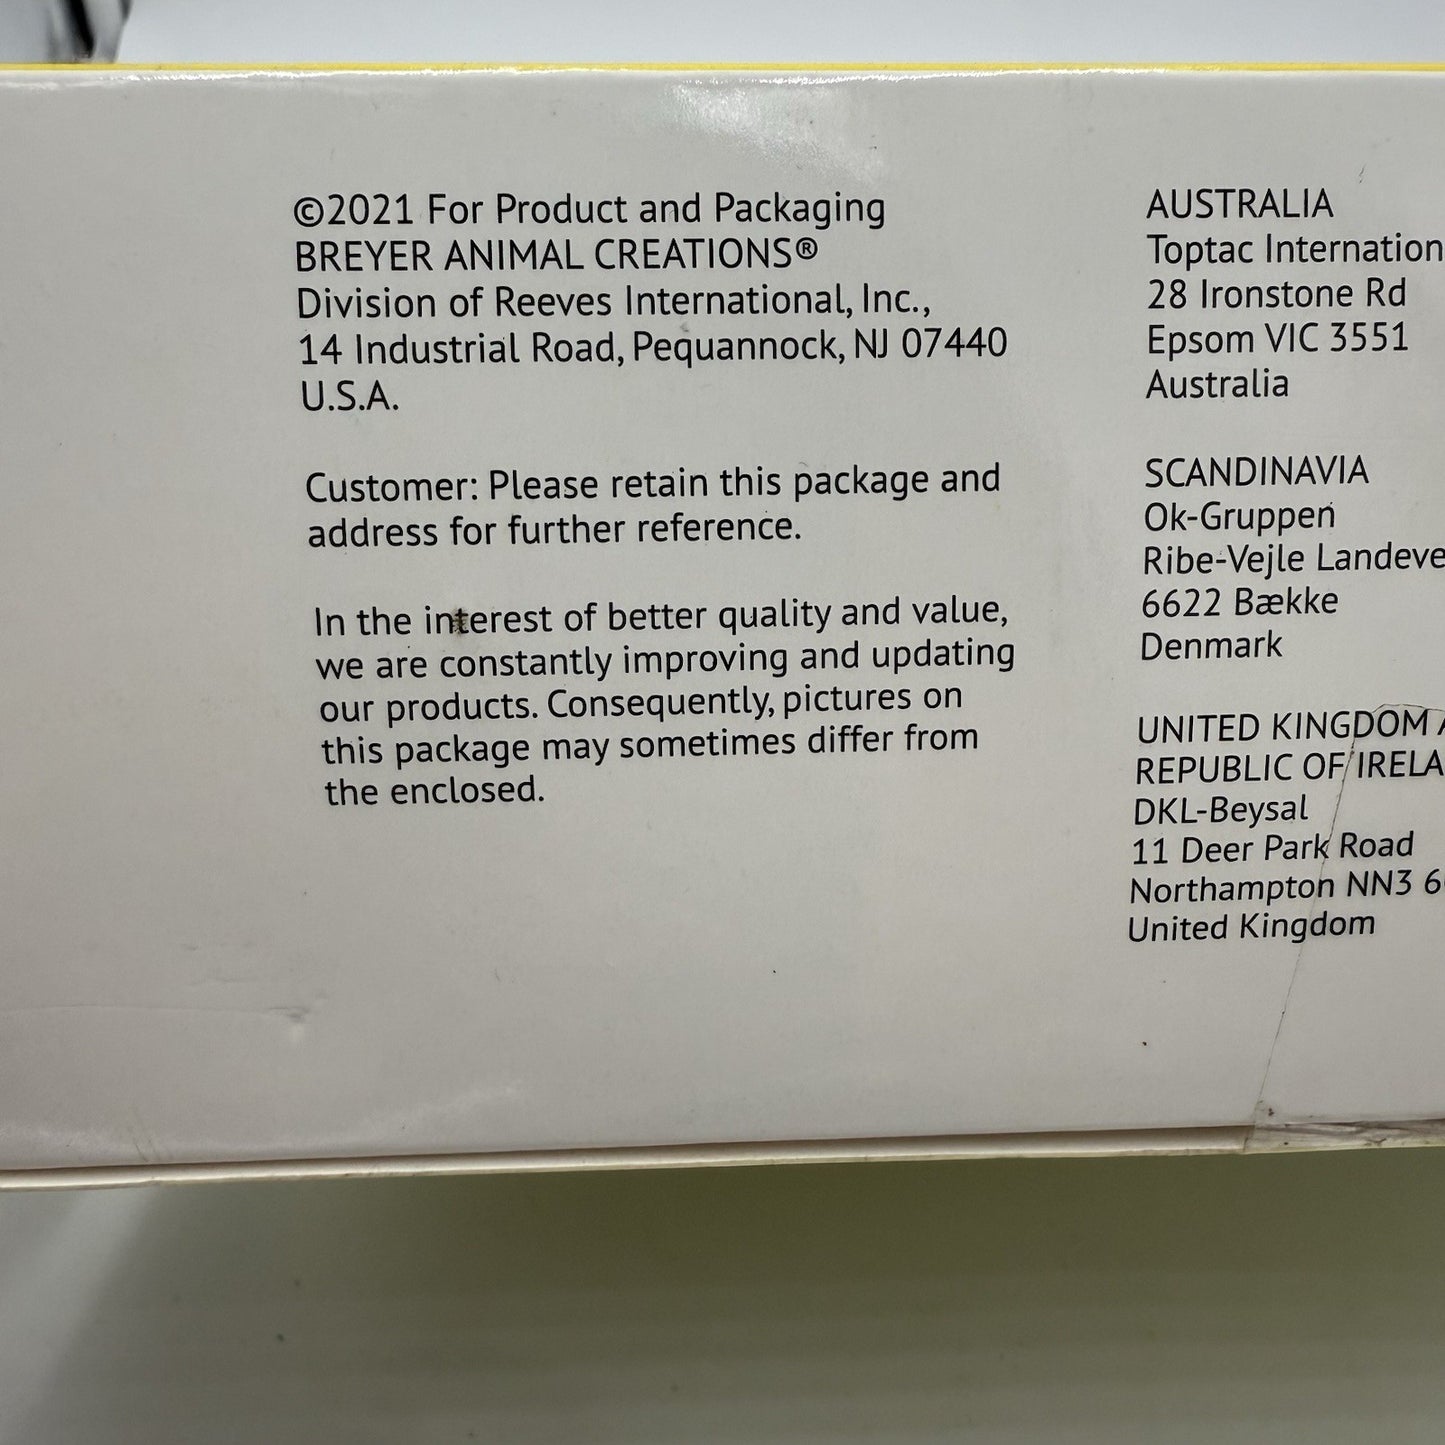 ©2021 For Product and Packaging
BREYER ANIMAL CREATIONS®
Division of Reeves International, Inc.,
14 Industrial Road, Pequannock, NJ 07440
U.S.A.
Customer: Please retain this package and
address for further reference.
In the interest of better quality and value,
we are constantly improving and updating
our products. Consequently, pictures on
this package may sometimes differ from
the enclosed.
AUSTRALIA
Toptac Internation
28 Ironstone Rd
Epsom VIC 3551
Australia
SCANDINAVIA
Ok-Gruppen
Ribe-Vejle Landeve
6622 Bække
Denmark
UNITED KINGDOM
REPUBLIC OF IRELA
DKL-Beysal
11 Deer Park Road
Northampton NN3 6
United Kingdom